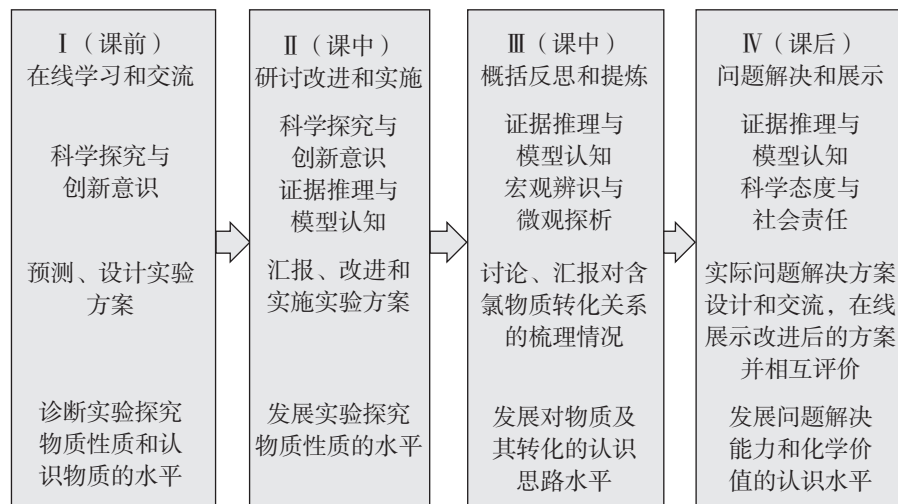 Ⅰ（课前）
在线学习和交流
科学探究与
创新意识
预测、设计实验
方案
诊断实验探究
物质性质和认
识物质的水平
Ⅱ（课中）
研讨改进和实施
科学探究与
创新意识
证据推理与
模型认知
汇报、改进和
实施实验方案
发展实验探究
物质性质的水平
Ⅲ（课中）
概括反思和提炼
证据推理与
模型认知
宏观辨识与
微观探析
讨论、汇报对含
氯物质转化关系
的梳理情况
发展对物质及
其转化的认识
思路水平
Ⅳ（课后）
问题解决和展示
证据推理与
模型认知
科学态度与
社会责任
实际问题解决方案
设计和交流，在线
展示改进后的方案
并相互评价
发展问题解决
能力和化学价
值的认识水平